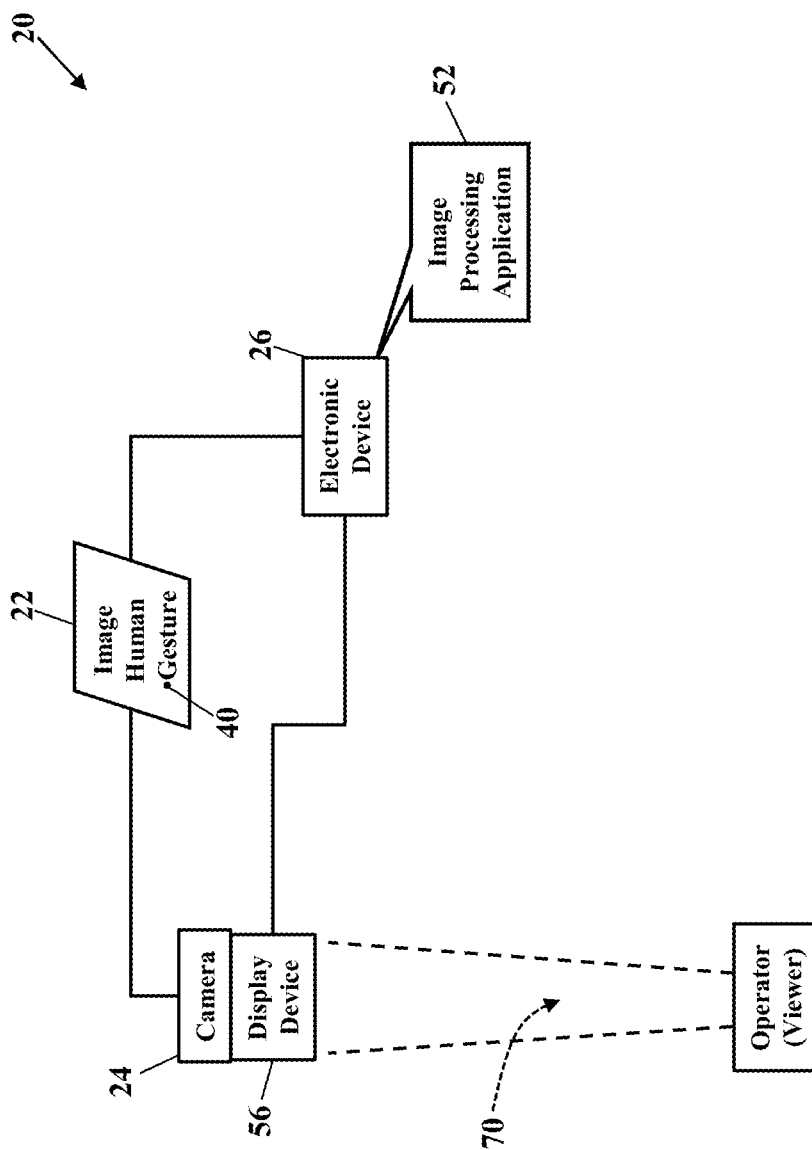 20
22
Image
Human
•Gesture
40
24
Camera
Display
Device
56
26
Electronic
Device
52
Image
Processing
Application
70
Operator
(Viewer)